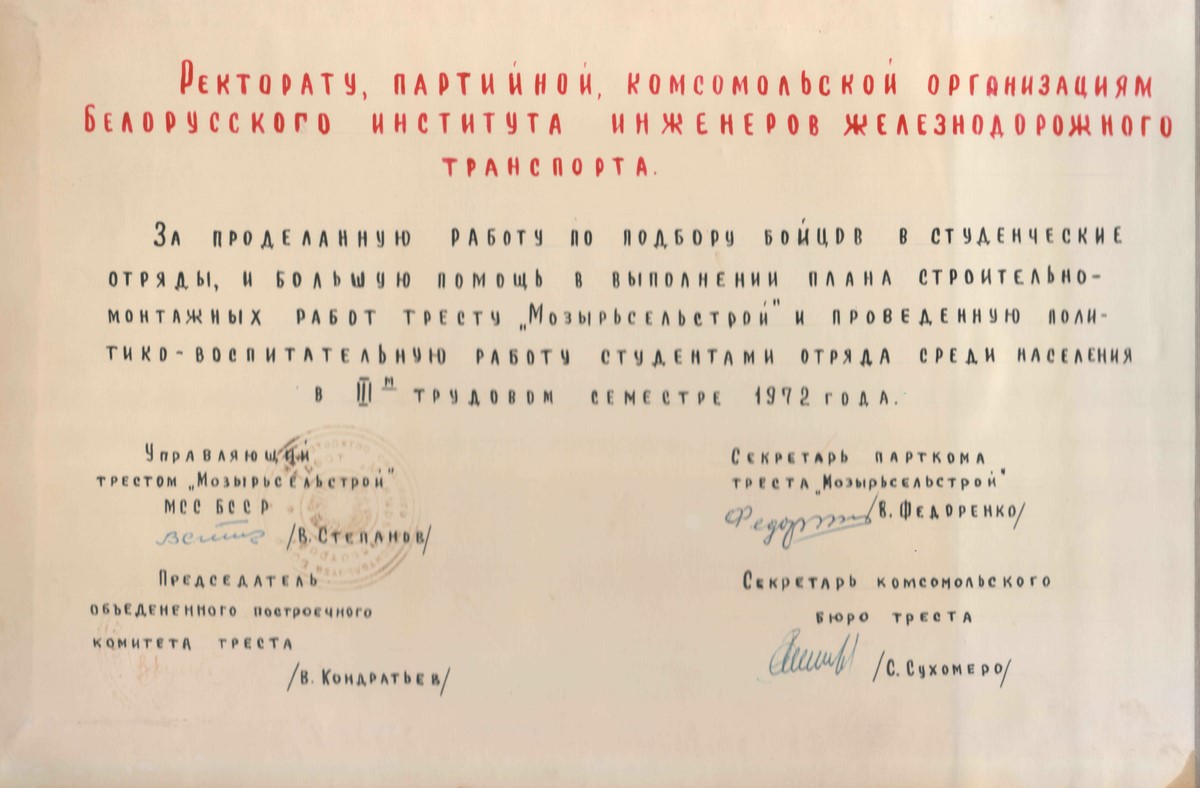 Ректорату, партийной, комсомольской организациям
Белорусского института инженеров железнодорожного
транспорта.
За проделанную работу по подбору бойцов в студенческие
отряды, и большую помощь в выполнении плана строительно-
монтажных работ тресту „Мозырьсельстрой" и проведенную поли-
тико-воспитательную работу студентами отряда среди населения
в III м трудовом семестре 1972 года.
Управляющий
трестом „Мозырьсельстрой"
МСС БССР
/В. Степанов/
Председатель
объедененного построечного
комитета треста
/В. Кондратьев/
Секретарь парткома
треста „Мозырьсельстрой"
/В. Федоренко/
Секретарь комсомольского
бюро треста
/С. Сухомеро/